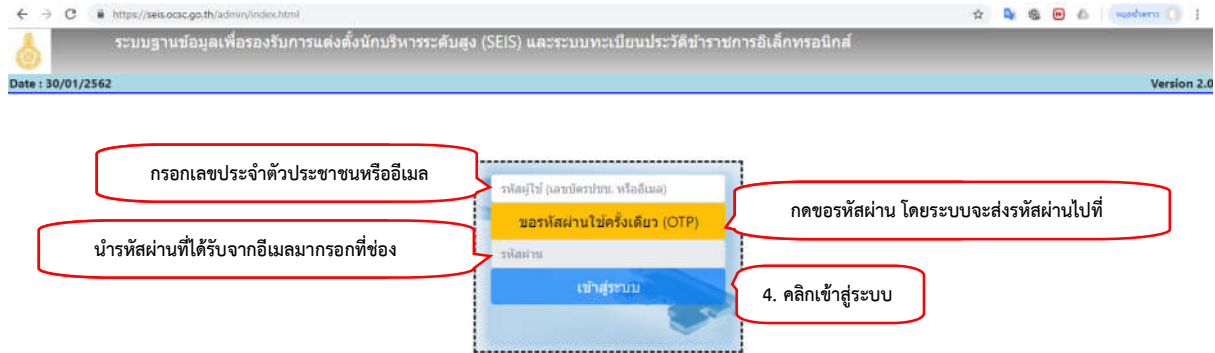 https://seis.ocsc.go.th/admin/index.html
หยุดชั่วคราว
ระบบฐานข้อมูลเพื่อรองรับการแต่งตั้งนักบริหารระดับสูง (SEIS) และระบบทะเบียนประวัติข้าราชการอิเล็กทรอนิกส์
Date : 30/01/2562
Version 2.0
กรอกเลขประจำตัวประชาชนหรืออีเมล
รหัสผู้ใช้ (เลขบัตรปชช. หรืออีเมล)
กดขอรหัสผ่าน โดยระบบจะส่งรหัสผ่านไปที่
ขอรหัสผ่านใช้ครั้งเดียว (OTP)
นำรหัสผ่านที่ได้รับจากอีเมลมากรอกที่ช่อง
รหัสผ่าน
เข้าสู่ระบบ
4. คลิกเข้าสู่ระบบ